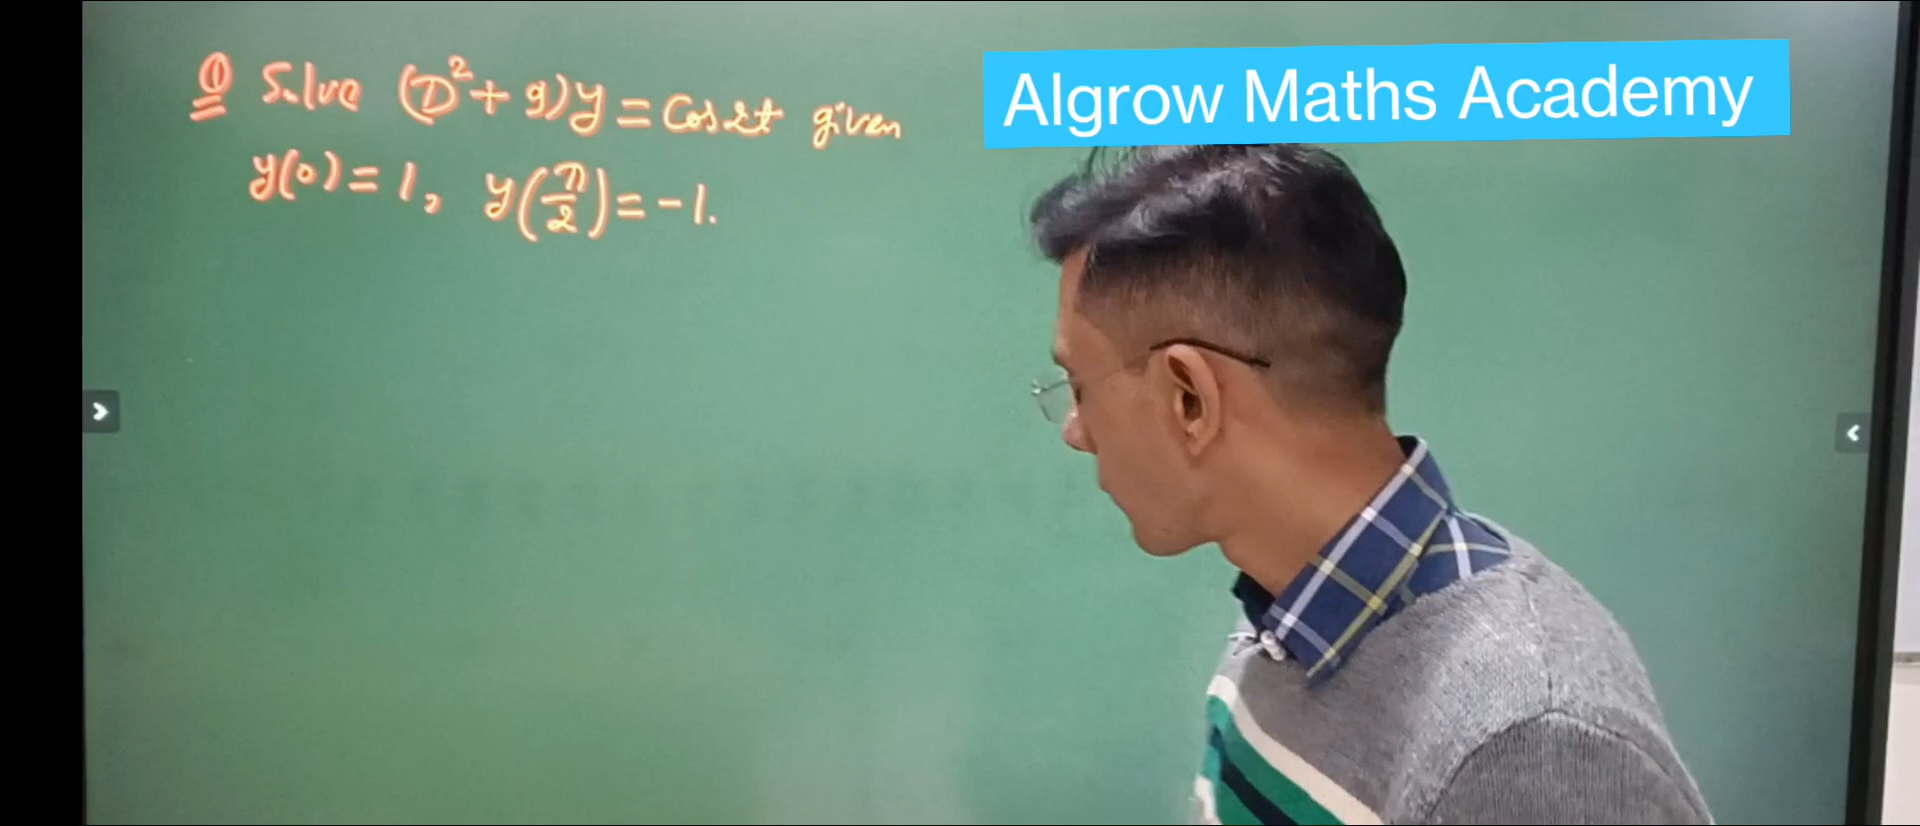 Q Solve (D²+9)y = Cos2t given
y(0) = 1, y(π/2) = -1.
Algrow Maths Academy